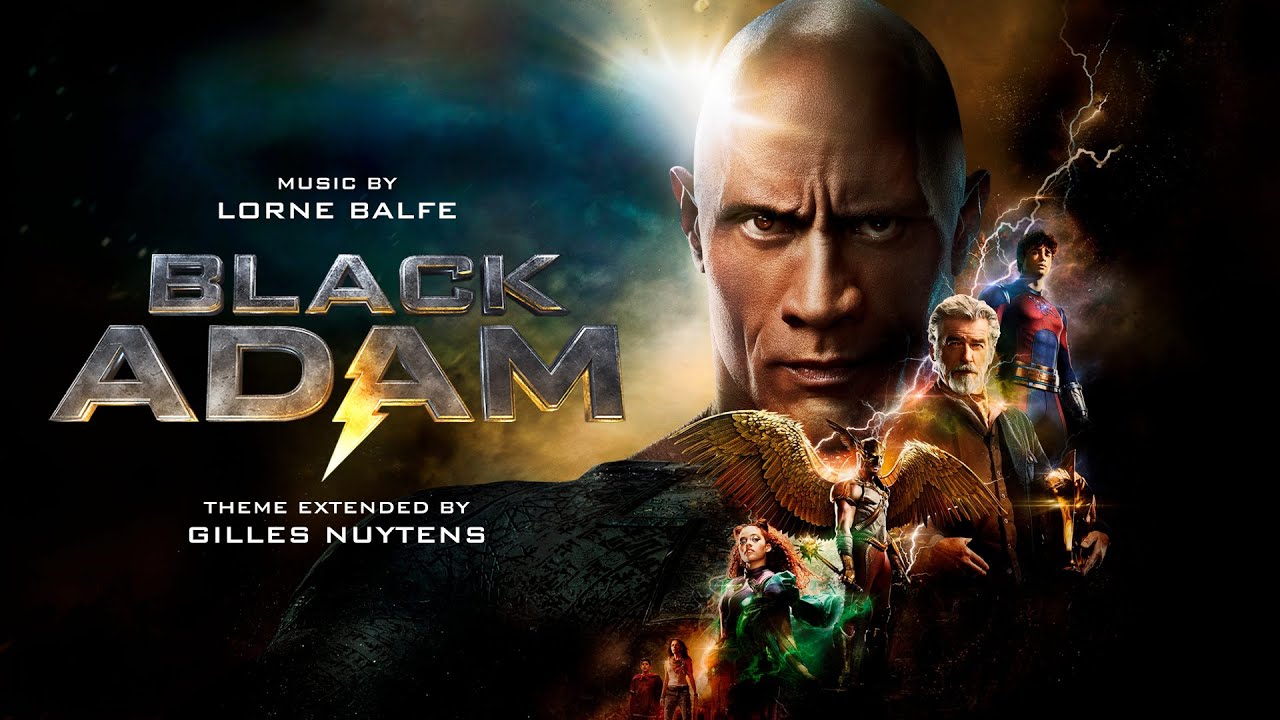 MUSIC BY
LORNE BALFE
BLACK
ADAM
THEME EXTENDED BY
GILLES NUYTENS